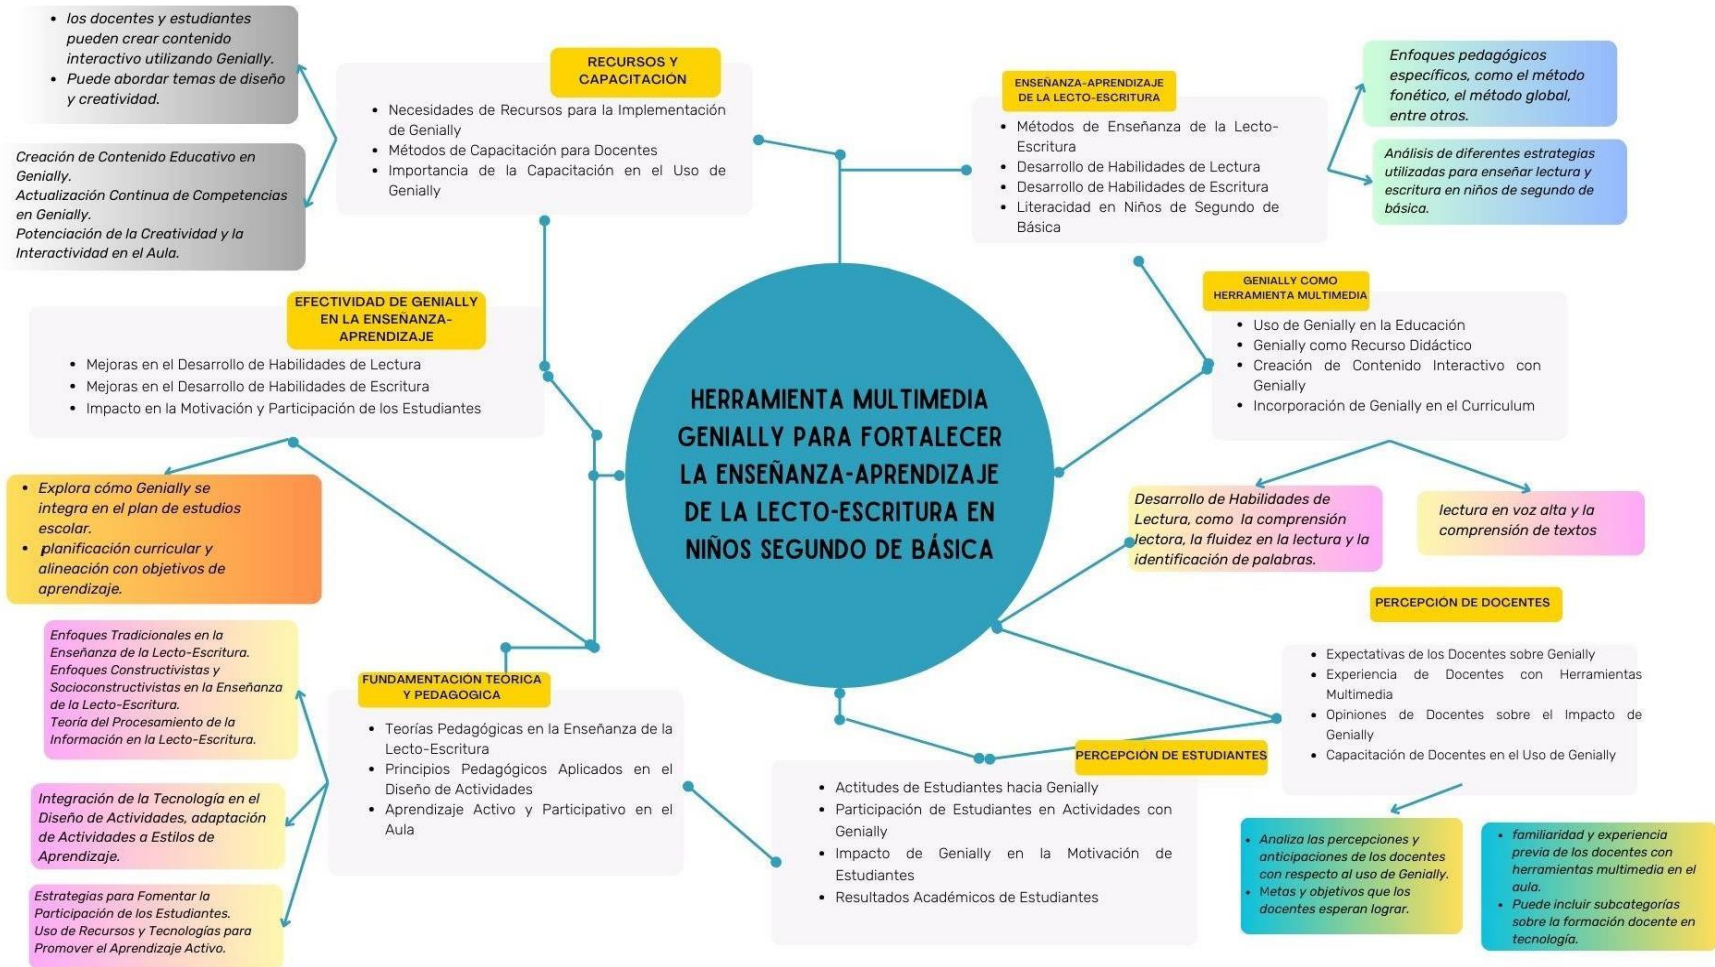 los docentes y estudiantes
pueden crear contenido
interactivo utilizando Genially.
Puede abordar temas de diseño
y creatividad.
Creación de Contenido Educativo en
Genially.
Actualización Continua de Competencias
en Genially.
Potenciación de la Creatividad y la
Interactividad en el Aula.
RECURSOS Y
CAPACITACIÓN
Necesidades de Recursos para la Implementación
de Genially
Métodos de Capacitación para Docentes
Importancia de la Capacitación en el Uso de
Genially
ENSEÑANZA-APRENDIZAJE
DE LA LECTO-ESCRITURA
Métodos de Enseñanza de la Lecto-
Escritura
Desarrollo de Habilidades de Lectura
Desarrollo de Habilidades de Escritura
Literacidad en Niños de Segundo de
Básica
Enfoques pedagógicos
específicos, como el método
fonético, el método global,
entre otros.
Análisis de diferentes estrategias
utilizadas para enseñar lectura y
escritura en niños de segundo de
básica.
EFECTIVIDAD DE GENIALLY
EN LA ENSEÑANZA-
APRENDIZAJE
Mejoras en el Desarrollo de Habilidades de Lectura
Mejoras en el Desarrollo de Habilidades de Escritura
Impacto en la Motivación y Participación de los Estudiantes
Explora cómo Genially se
integra en el plan de estudios
escolar.
planificación curricular y
alineación con objetivos de
aprendizaje.
HERRAMIENTA MULTIMEDIA
GENIALLY PARA FORTALECER
LA ENSEÑANZA-APRENDIZAJE
DE LA LECTO-ESCRITURA EN
NIÑOS SEGUNDO DE BÁSICA
GENIALLY COMO
HERRAMIENTA MULTIMEDIA
Uso de Genially en la Educación
Genially como Recurso Didáctico
Creación de Contenido Interactivo con
Genially
Incorporación de Genially en el Curriculum
Desarrollo de Habilidades de
Lectura, como la comprensión
lectora, la fluidez en la lectura y la
identificación de palabras.
lectura en voz alta y la
comprensión de textos
Enfoques Tradicionales en la
Enseñanza de la Lecto-Escritura.
Enfoques Constructivistas y
Socioconstructivistas en la Enseñanza
de la Lecto-Escritura.
Teoría del Procesamiento de la
Información en la Lecto-Escritura.
Integración de la Tecnología en el
Diseño de Actividades, adaptación
de Actividades a Estilos de
Aprendizaje.
Estrategias para Fomentar la
Participación de los Estudiantes.
Uso de Recursos y Tecnologías para
Promover el Aprendizaje Activo.
FUNDAMENTACIÓN TEÓRICA
Y PEDAGOGICA
Teorías Pedagógicas en la Enseñanza de la
Lecto-Escritura
Principios Pedagógicos Aplicados en el
Diseño de Actividades
Aprendizaje Activo y Participativo en el
Aula
PERCEPCIÓN DE ESTUDIANTES
Actitudes de Estudiantes hacia Genially
Participación de Estudiantes en Actividades con
Genially
Impacto de Genially en la Motivación de
Estudiantes
Resultados Académicos de Estudiantes
PERCEPCIÓN DE DOCENTES
Expectativas de los Docentes sobre Genially
Experiencia de Docentes con Herramientas
Multimedia
Opiniones de Docentes sobre el Impacto de
Genially
Capacitación de Docentes en el Uso de Genially
Analiza las percepciones y
anticipaciones de los docentes
con respecto al uso de Genially.
Metas y objetivos que los
docentes esperan lograr.
familiaridad y experiencia
previa de los docentes con
herramientas multimedia en el
aula.
Puede incluir subcategorías
sobre la formación docente en
tecnología.